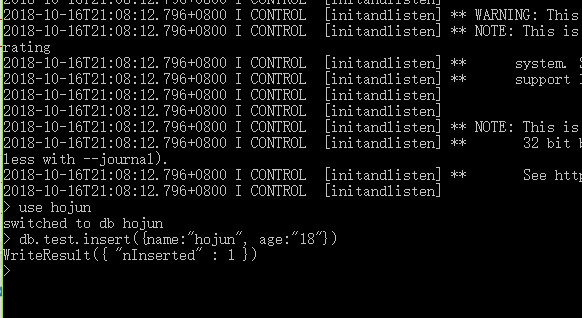 2018-10-16T21:08:12.796+0800 I CONTROL  [initandlisten] ** WARNING: This
2018-10-16T21:08:12.796+0800 I CONTROL  [initandlisten] ** NOTE: This is
rating
2018-10-16T21:08:12.796+0800 I CONTROL  [initandlisten] **       system. S
2018-10-16T21:08:12.796+0800 I CONTROL  [initandlisten] **       support
2018-10-16T21:08:12.796+0800 I CONTROL  [initandlisten]
2018-10-16T21:08:12.796+0800 I CONTROL  [initandlisten]
2018-10-16T21:08:12.796+0800 I CONTROL  [initandlisten] ** NOTE: This is
2018-10-16T21:08:12.796+0800 I CONTROL  [initandlisten] **       32 bit
less with --journal).
2018-10-16T21:08:12.796+0800 I CONTROL  [initandlisten] **       See
2018-10-16T21:08:12.796+0800 I CONTROL  [initandlisten]
> use hojun
switched to db hojun
> db.test.insert({name:"hojun", age:"18"})
WriteResult({ "nInserted" : 1 })
>